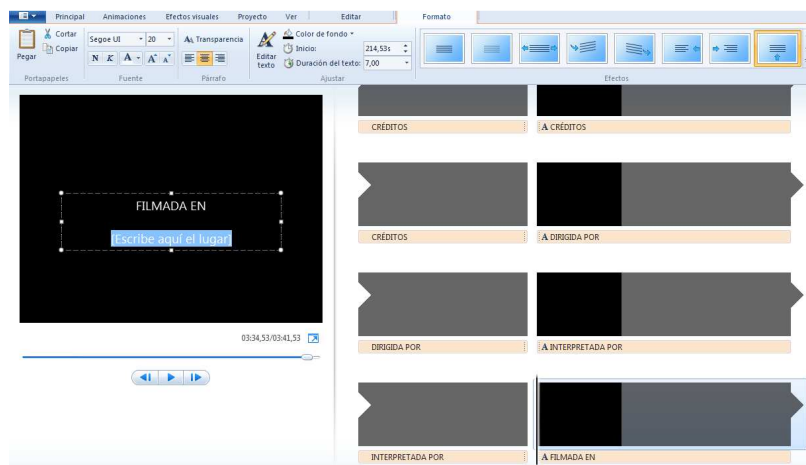 Principal Animaciones Efectos visuales Proyecto Ver Editar Formato
Pegar
Cortar
Copiar
Portapapeles
Segoe UI 20
N K A A A
Fuente
Transparencia
Párrafo
Editar texto
Color de fondo
Inicio: 214,53s
Duración del texto: 7,00
Ajustar
Efectos
FILMADA EN
[Escribe aquí el lugar]
03:34,53/03:41,53
CRÉDITOS A CRÉDITOS
CRÉDITOS A DIRIGIDA POR
DIRIGIDA POR A INTERPRETADA POR
INTERPRETADA POR A FILMADA EN